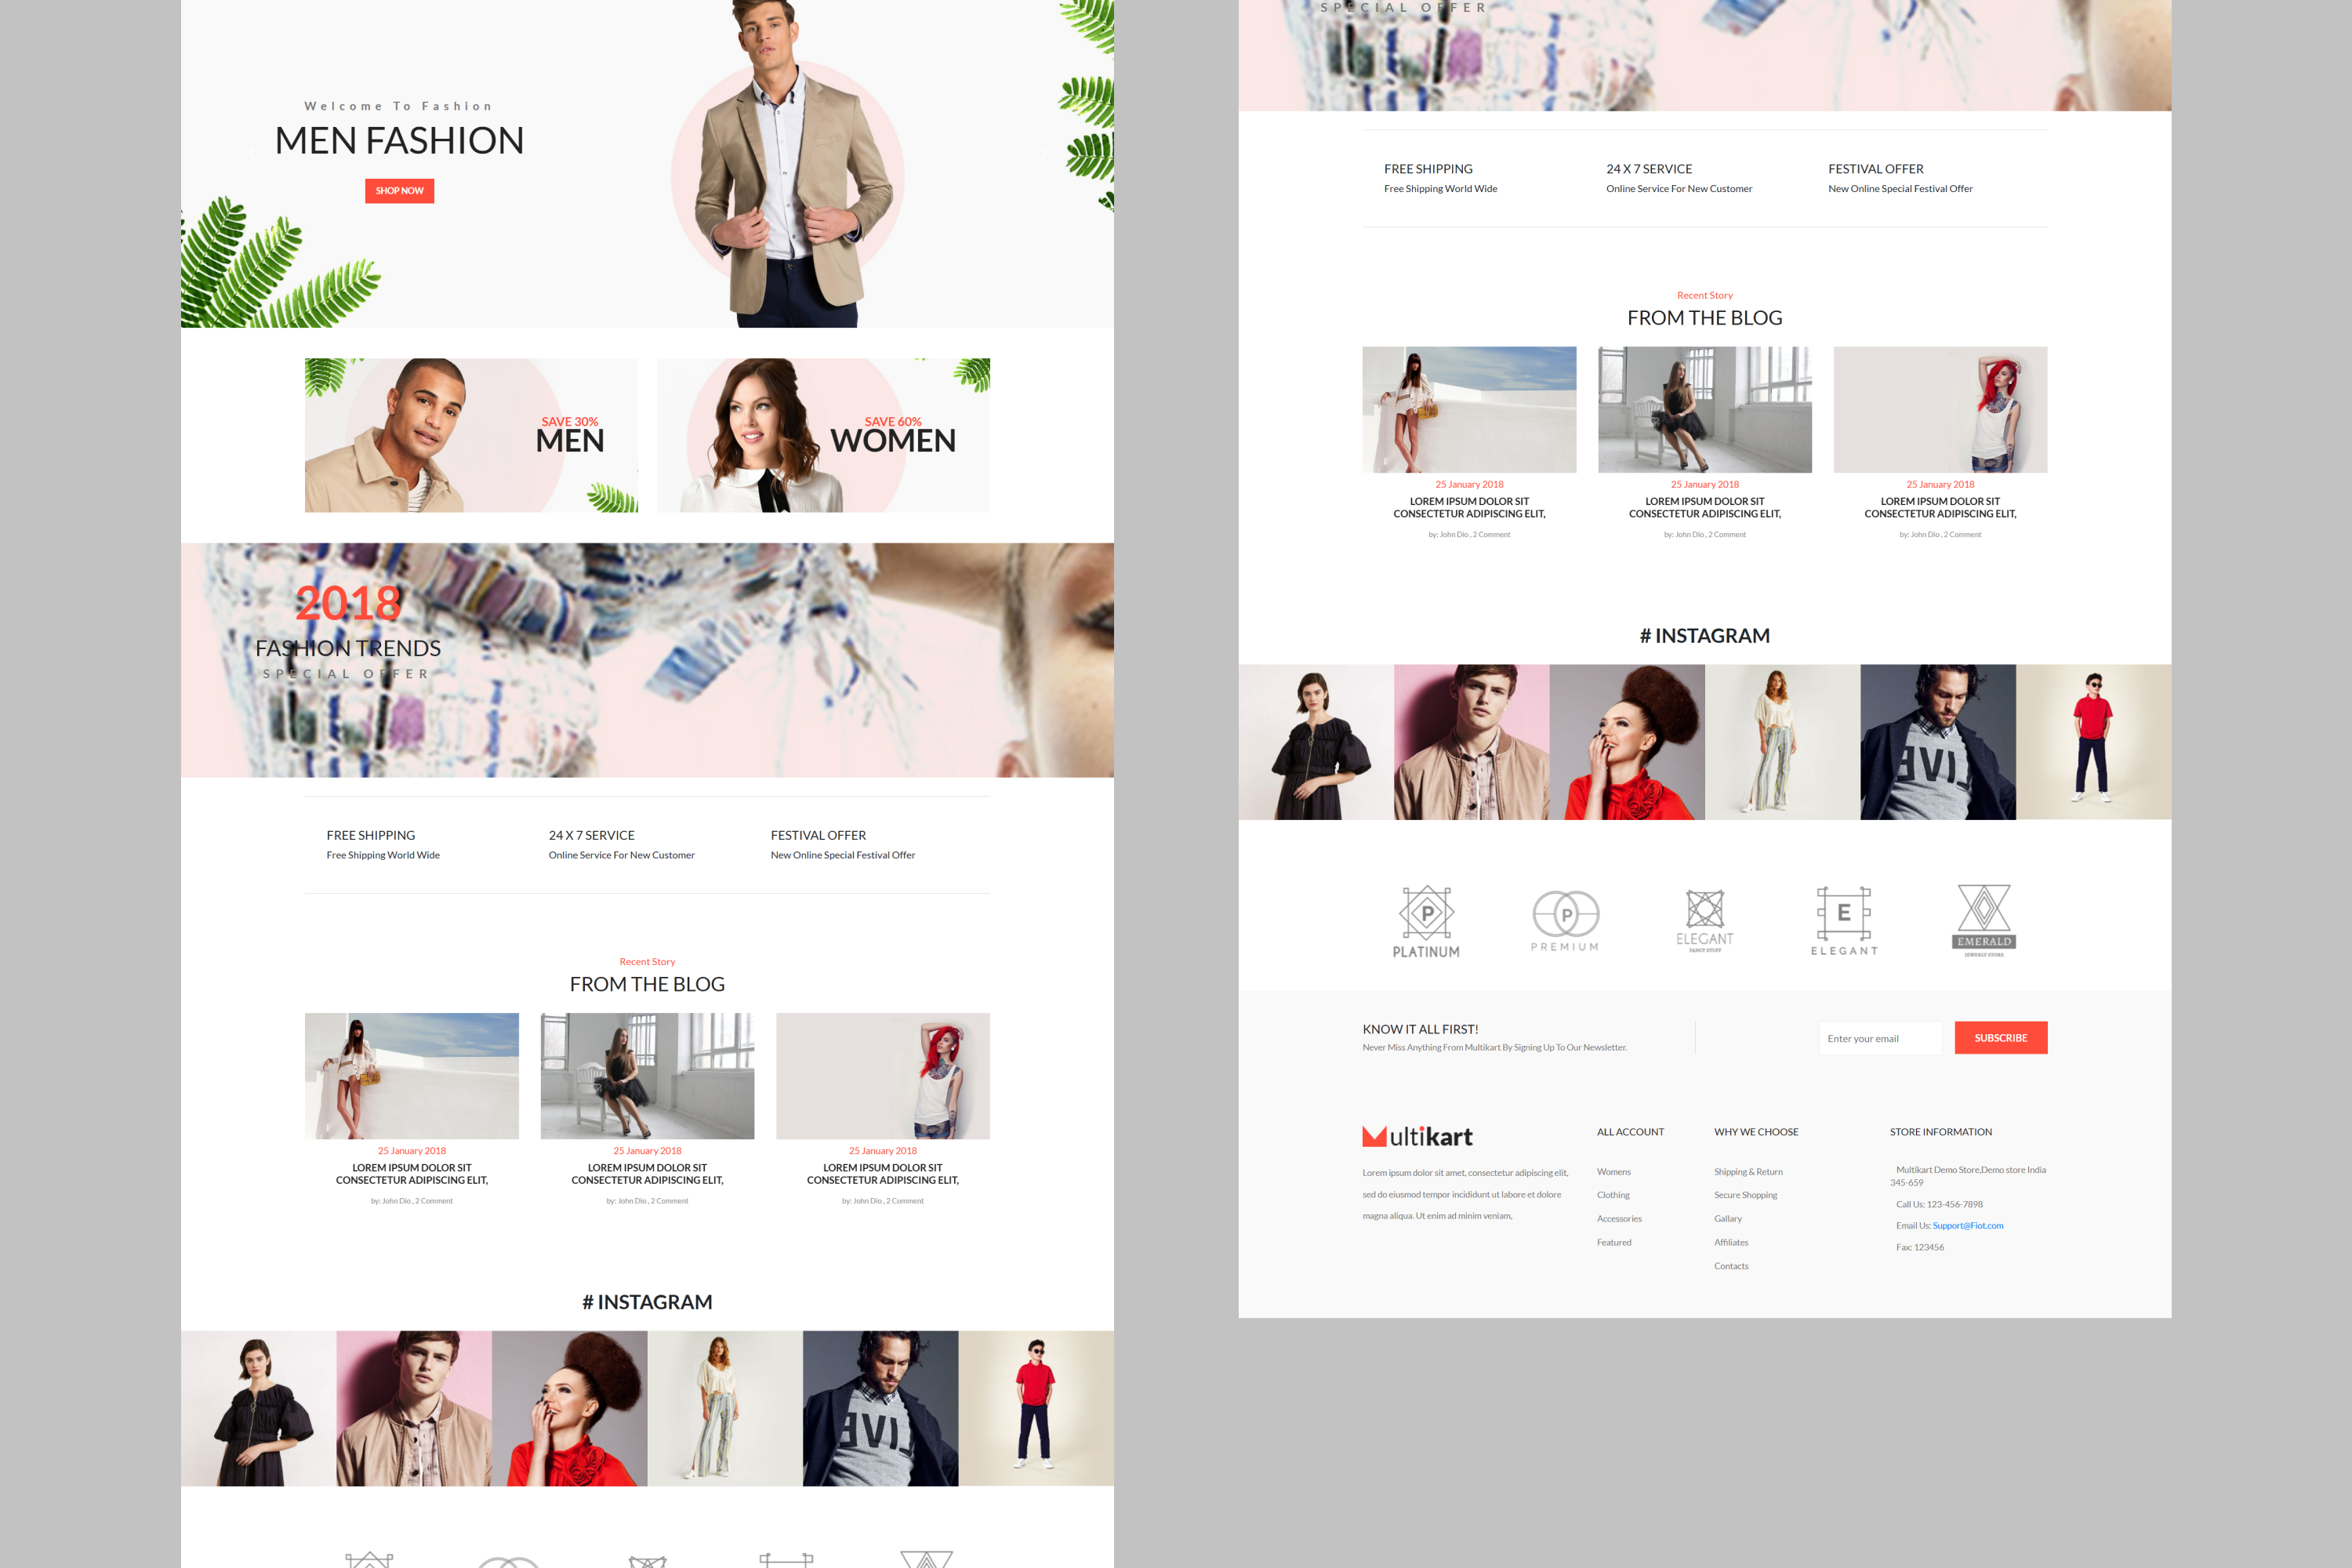 Welcome To Fashion
MEN FASHION
SHOP NOW
SAVE 30%
MEN
SAVE 60%
WOMEN
2018
FASHION TRENDS
SPECIAL OFFER
FREE SHIPPING
Free Shipping World Wide
24 X 7 SERVICE
Online Service For New Customer
FESTIVAL OFFER
New Online Special Festival Offer
Recent Story
FROM THE BLOG
25 January 2018
LOREM IPSUM DOLOR SIT
CONSECTETUR ADIPISCING ELIT,
by: John Dio , 2 Comment
25 January 2018
LOREM IPSUM DOLOR SIT
CONSECTETUR ADIPISCING ELIT,
by: John Dio , 2 Comment
25 January 2018
LOREM IPSUM DOLOR SIT
CONSECTETUR ADIPISCING ELIT,
by: John Dio , 2 Comment
# INSTAGRAM
SPECIAL OFFER
FREE SHIPPING
Free Shipping World Wide
24 X 7 SERVICE
Online Service For New Customer
FESTIVAL OFFER
New Online Special Festival Offer
Recent Story
FROM THE BLOG
25 January 2018
LOREM IPSUM DOLOR SIT
CONSECTETUR ADIPISCING ELIT,
by: John Dio , 2 Comment
25 January 2018
LOREM IPSUM DOLOR SIT
CONSECTETUR ADIPISCING ELIT,
by: John Dio , 2 Comment
25 January 2018
LOREM IPSUM DOLOR SIT
CONSECTETUR ADIPISCING ELIT,
by: John Dio , 2 Comment
# INSTAGRAM
P
PLATINUM
P
PREMIUM
ELEGANT
FANCY STUFF
E
ELEGANT
EMERALD
JEWERLY STORE
KNOW IT ALL FIRST!
Never Miss Anything From Multikart By Signing Up To Our Newsletter.
Enter your email
SUBSCRIBE
Multikart
Lorem ipsum dolor sit amet, consectetur adipiscing elit,
sed do eiusmod tempor incididunt ut labore et dolore
magna aliqua. Ut enim ad minim veniam,
ALL ACCOUNT
Womens
Clothing
Accessories
Featured
WHY WE CHOOSE
Shipping & Return
Secure Shopping
Gallary
Affiliates
Contacts
STORE INFORMATION
Multikart Demo Store,Demo store India
345-659
Call Us: 123-456-7898
Email Us: Support@Fiot.com
Fax: 123456